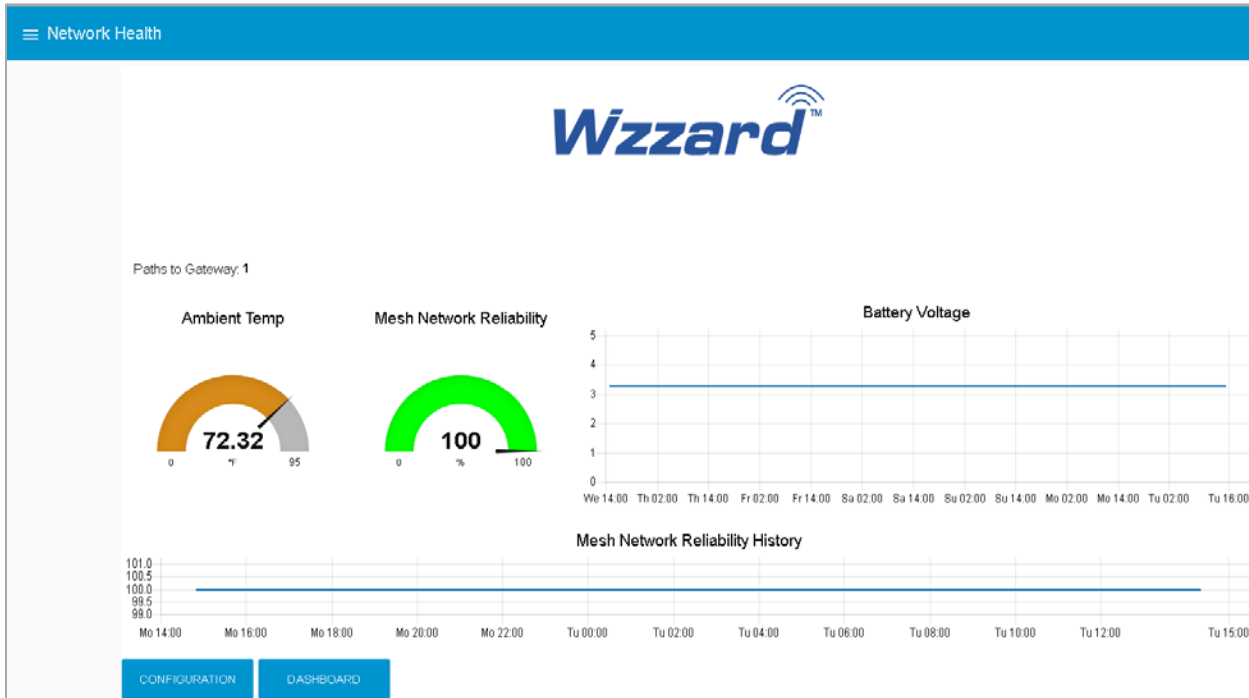 Network Health
Wzzard™
Paths to Gateway: 1
Ambient Temp
72.32
0 °F 95
Mesh Network Reliability
100
0 % 100
Battery Voltage
5
4
3
2
1
0
We 14:00 Th 02:00 Th 14:00 Fr 02:00 Fr 14:00 Sa 02:00 Sa 14:00 Su 02:00 Su 14:00 Mo 02:00 Mo 14:00 Tu 02:00 Tu 16:00
Mesh Network Reliability History
101.0
100.5
100.0
99.5
99.0
Mo 14:00 Mo 16:00 Mo 18:00 Mo 20:00 Mo 22:00 Tu 00:00 Tu 02:00 Tu 04:00 Tu 06:00 Tu 08:00 Tu 10:00 Tu 12:00 Tu 15:00
CONFIGURATION DASHBOARD